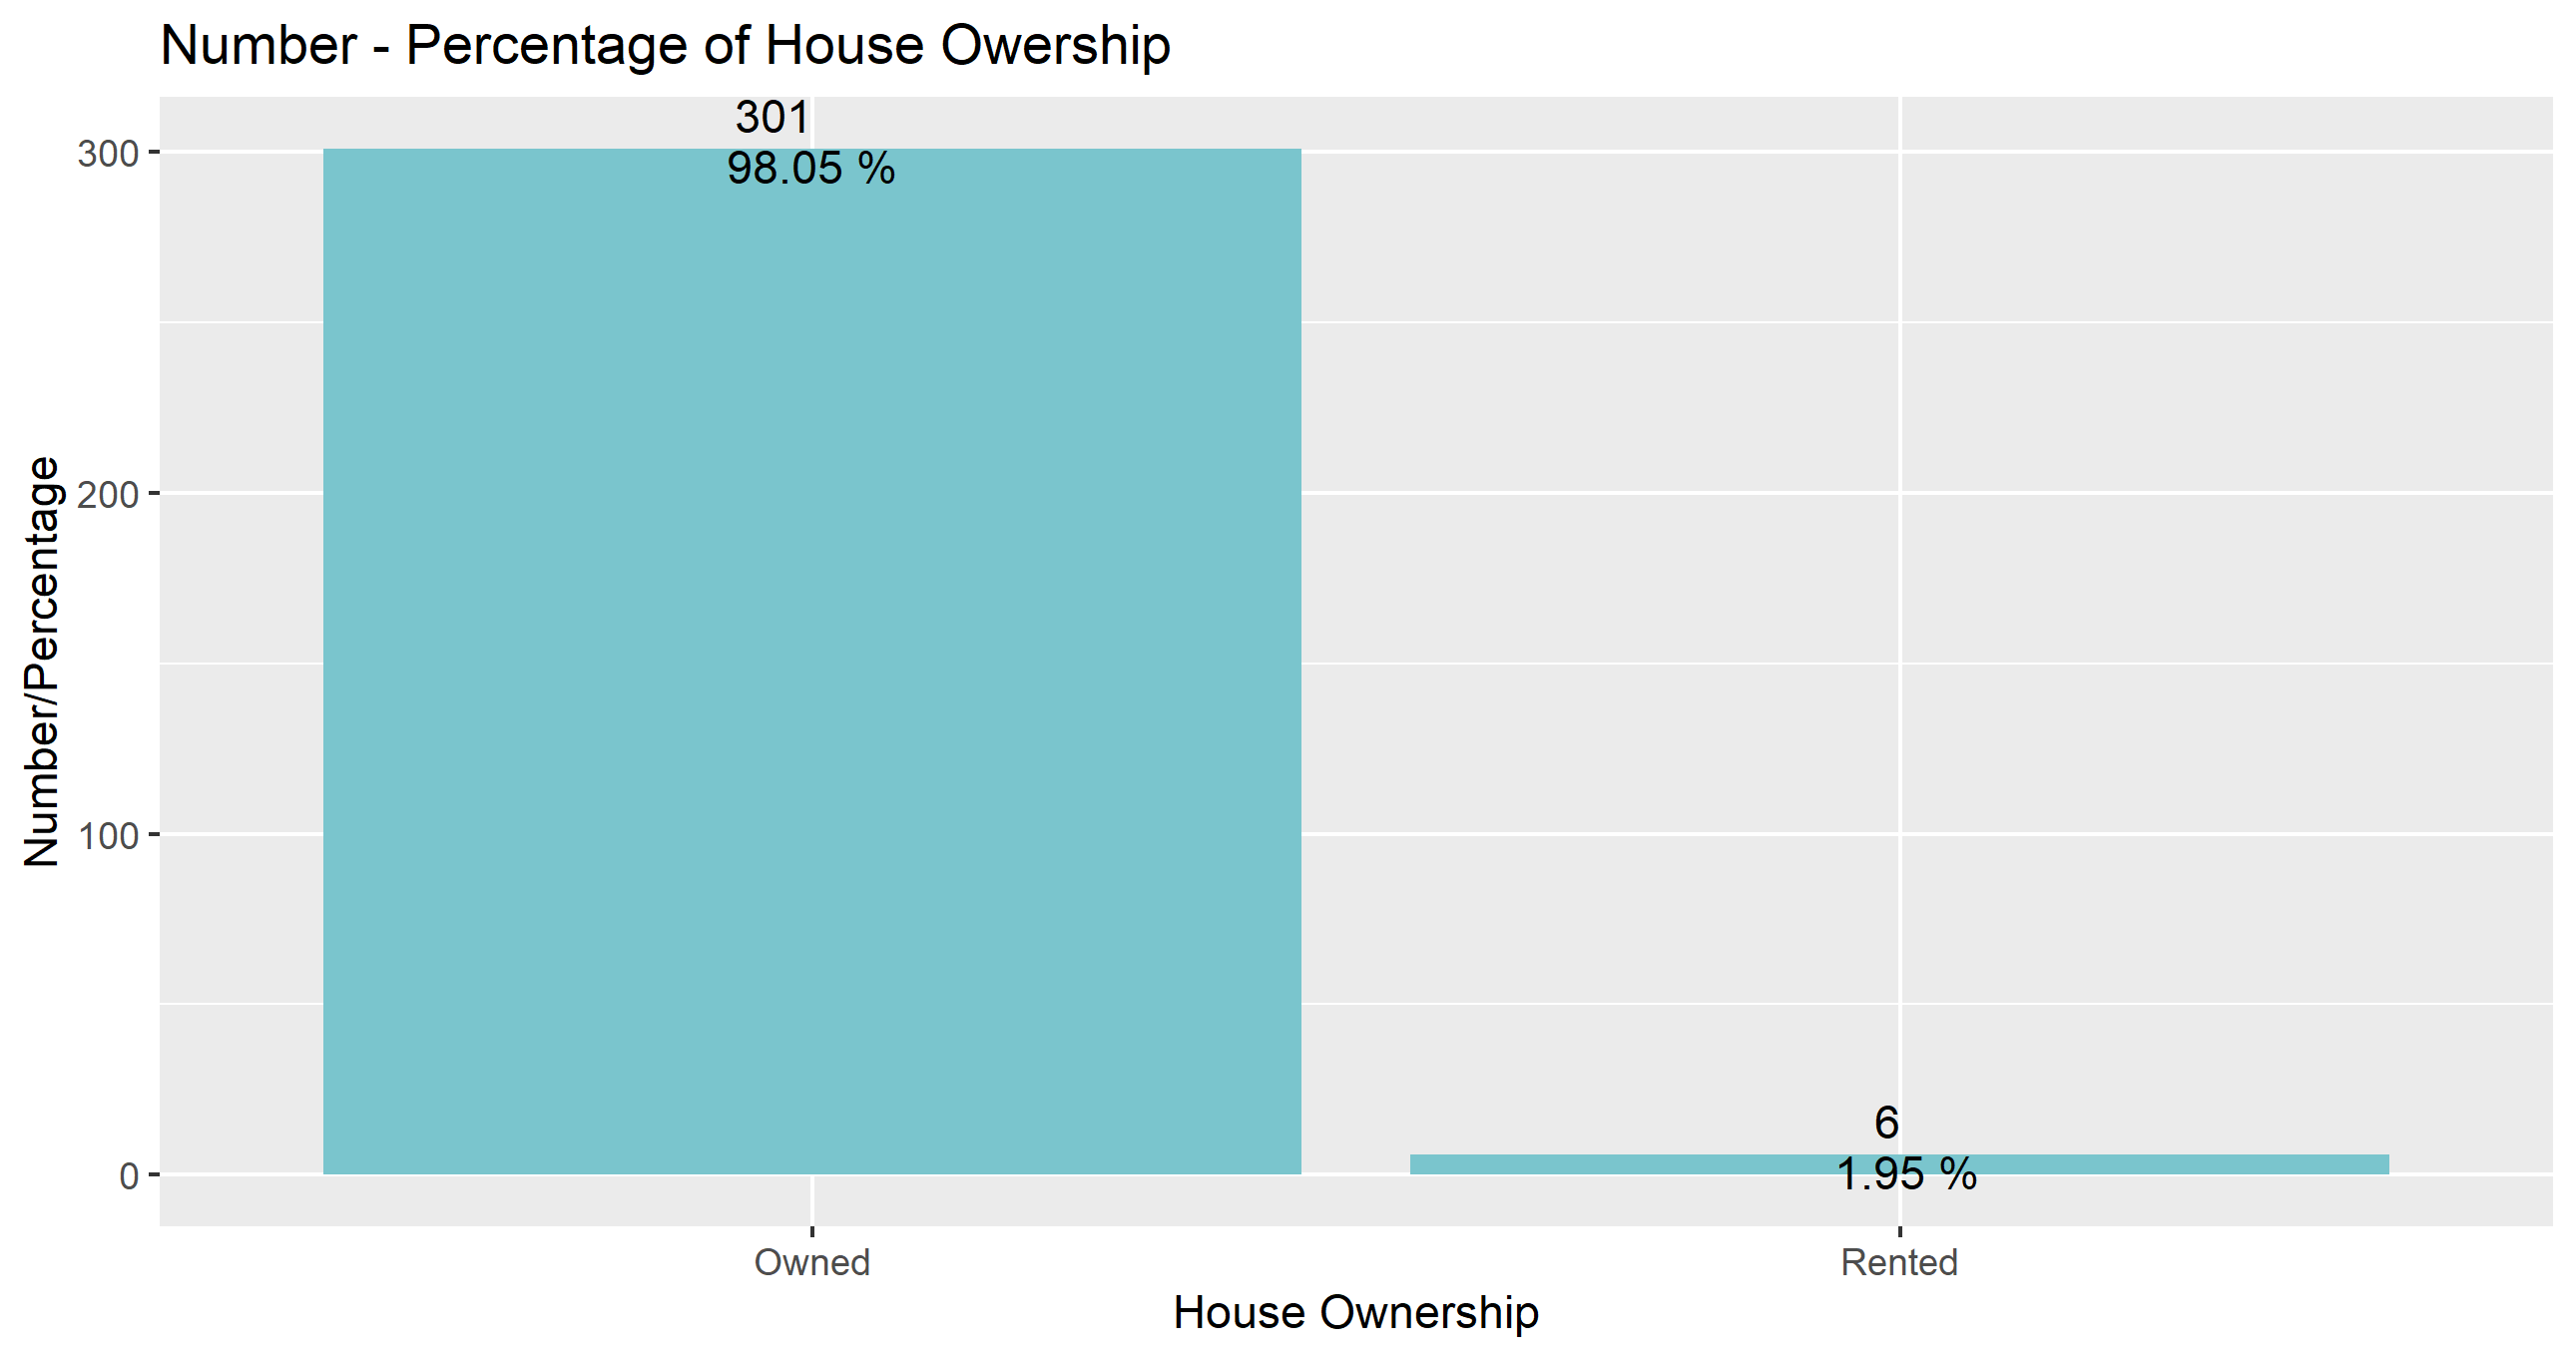 Number - Percentage of House Owership
Number/Percentage
300
200
100
0
301
98.05 %
6
1.95 %
Owned
Rented
House Ownership